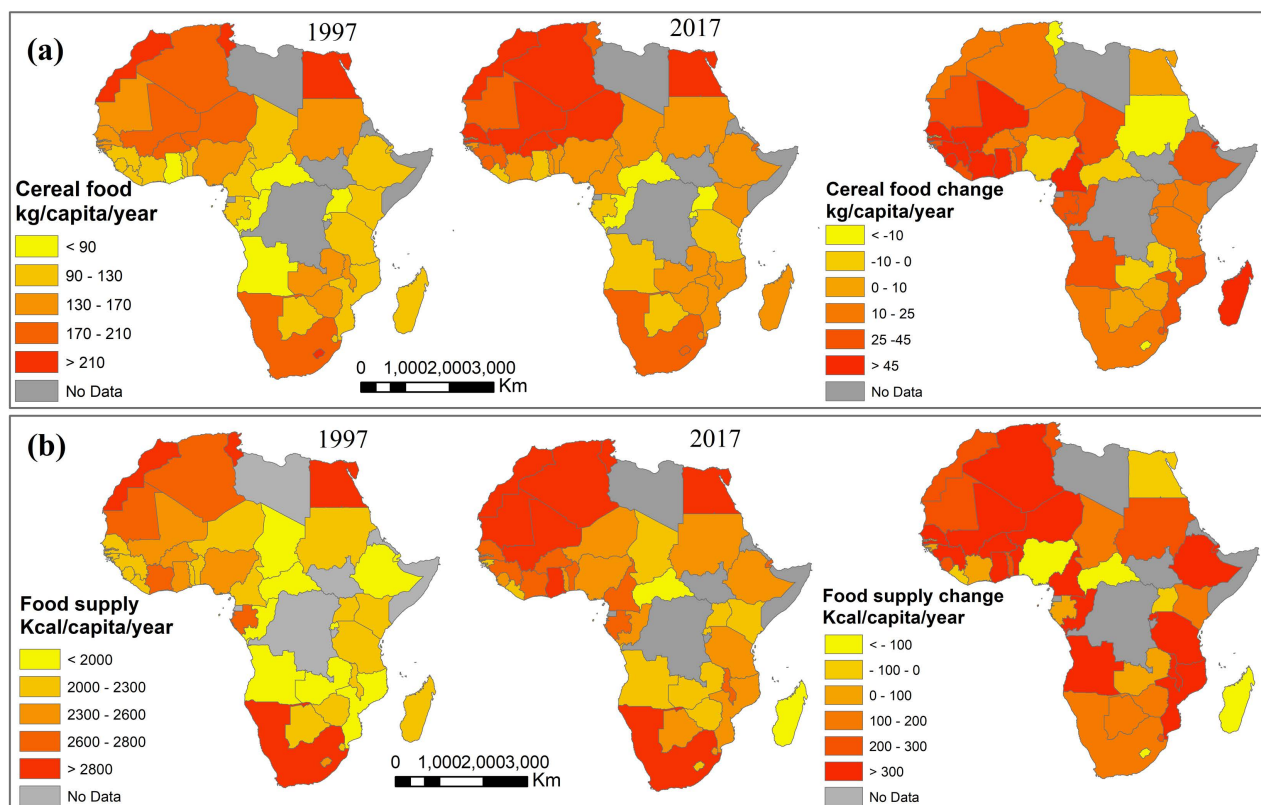 (a)
1997
2017
Cereal food
kg/capita/year
< 90
90 - 130
130 - 170
170 - 210
> 210
No Data
1,0002,0003,000
Km
Cereal food change
kg/capita/year
< -10
-10 - 0
0 - 10
10 - 25
25 -45
> 45
No Data
(b)
1997
2017
Food supply
Kcal/capita/year
< 2000
2000 - 2300
2300 - 2600
2600 - 2800
> 2800
No Data
1,0002,0003,000
Km
Food supply change
Kcal/capita/year
< - 100
- 100 - 0
0 - 100
100 - 200
200 - 300
> 300
No Data